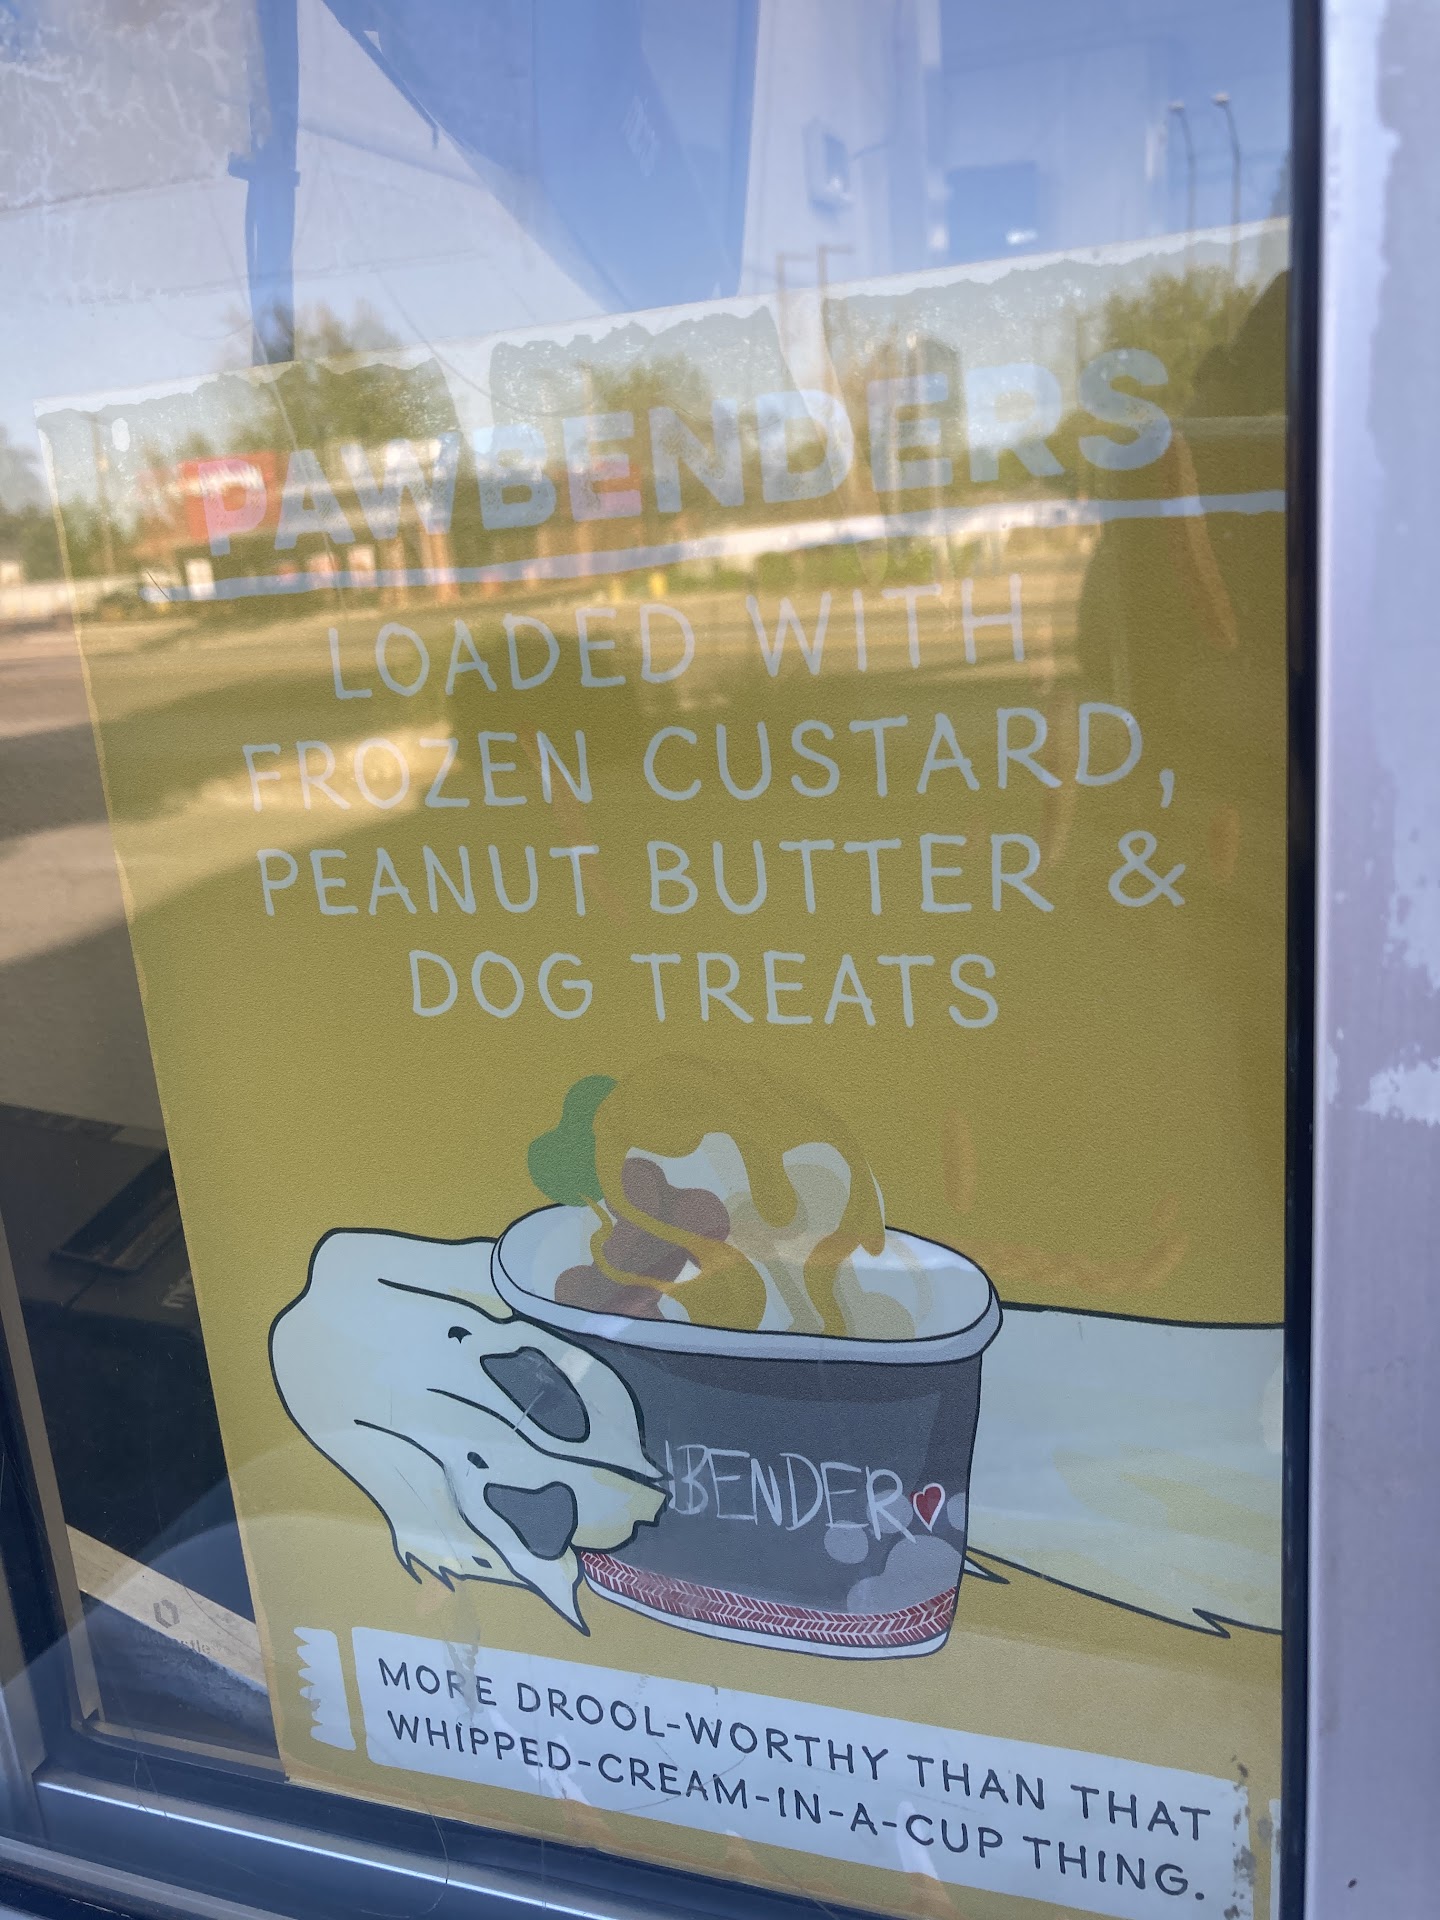 PAWBENDERS
LOADED WITH
FROZEN CUSTARD,
PEANUT BUTTER &
DOG TREATS
BENDER
MORE DROOL-WORTHY THAN THAT
WHIPPED-CREAM-IN-A-CUP THING.